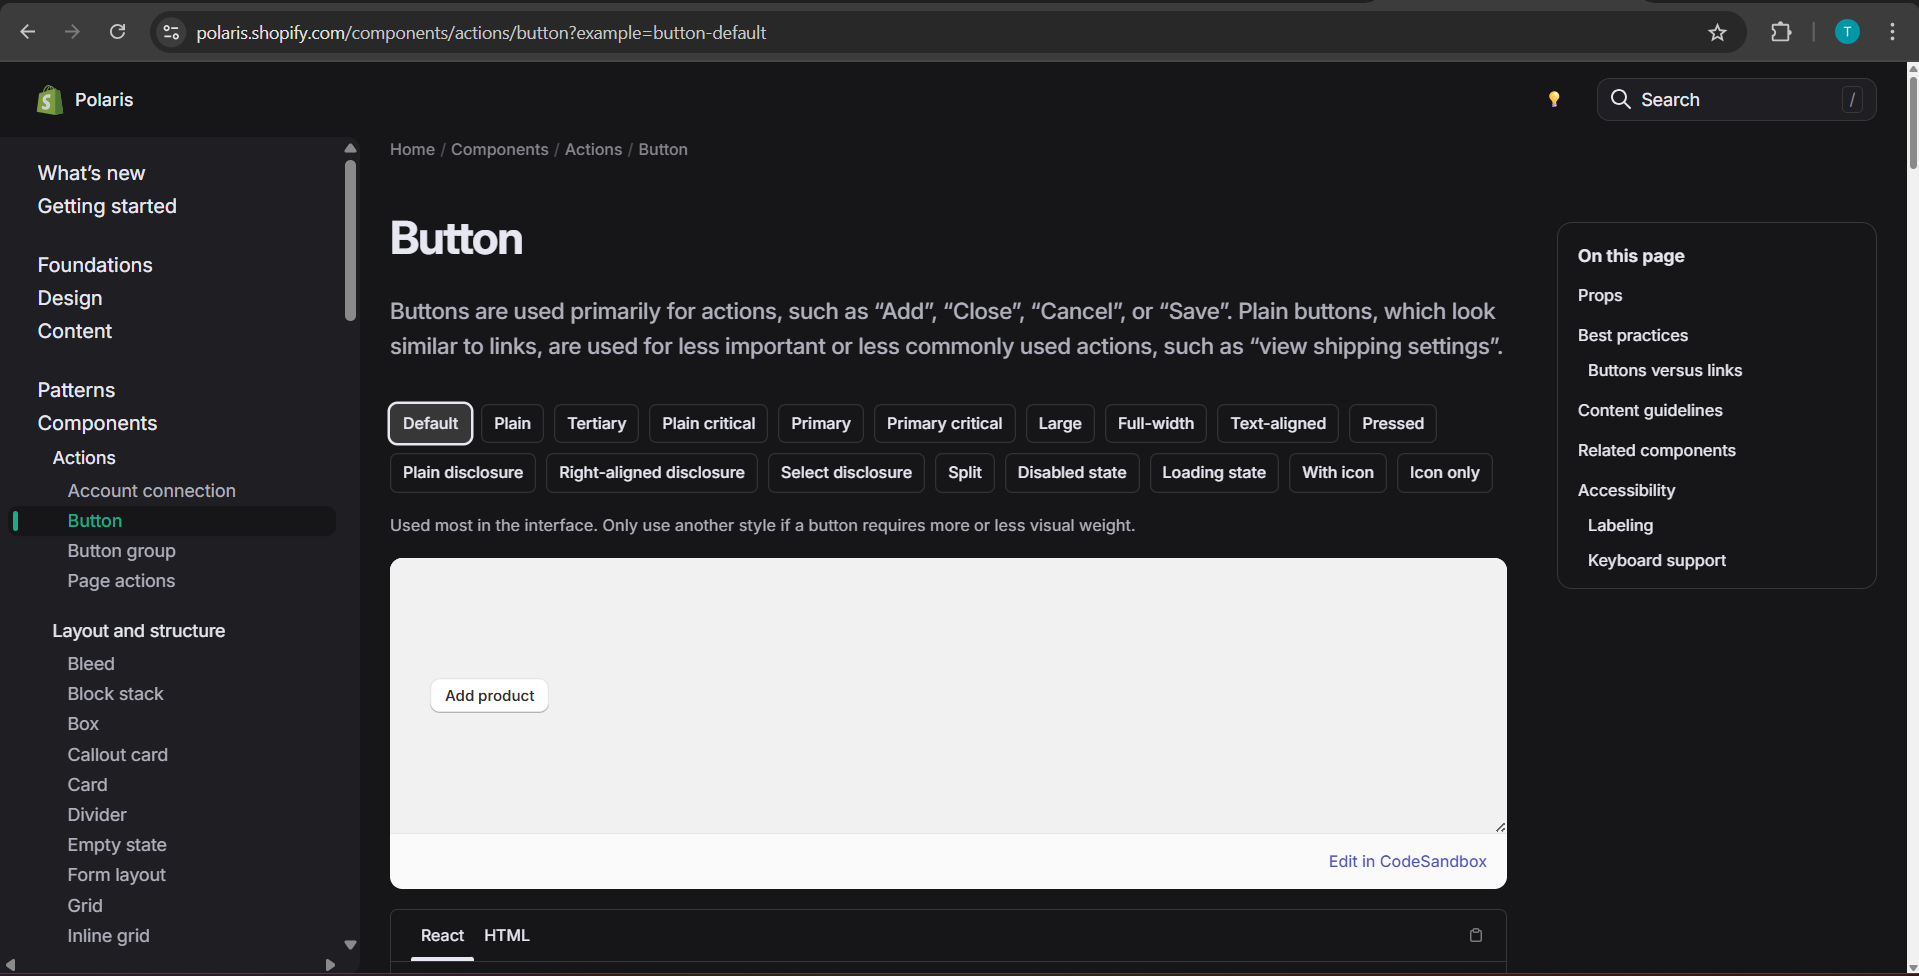 polaris.shopify.com/components/actions/button?example=button-default
T
Polaris
Search /
What’s new
Getting started
Foundations
Design
Content
Patterns
Components
Actions
Account connection
Button
Button group
Page actions
Layout and structure
Bleed
Block stack
Box
Callout card
Card
Divider
Empty state
Form layout
Grid
Inline grid
Home / Components / Actions / Button
Button
Buttons are used primarily for actions, such as “Add”, “Close”, “Cancel”, or “Save”. Plain buttons, which look
similar to links, are used for less important or less commonly used actions, such as “view shipping settings”.
Default Plain Tertiary Plain critical Primary Primary critical Large Full-width Text-aligned Pressed
Plain disclosure Right-aligned disclosure Select disclosure Split Disabled state Loading state With icon Icon only
Used most in the interface. Only use another style if a button requires more or less visual weight.
Add product
Edit in CodeSandbox
React HTML
On this page
Props
Best practices
Buttons versus links
Content guidelines
Related components
Accessibility
Labeling
Keyboard support